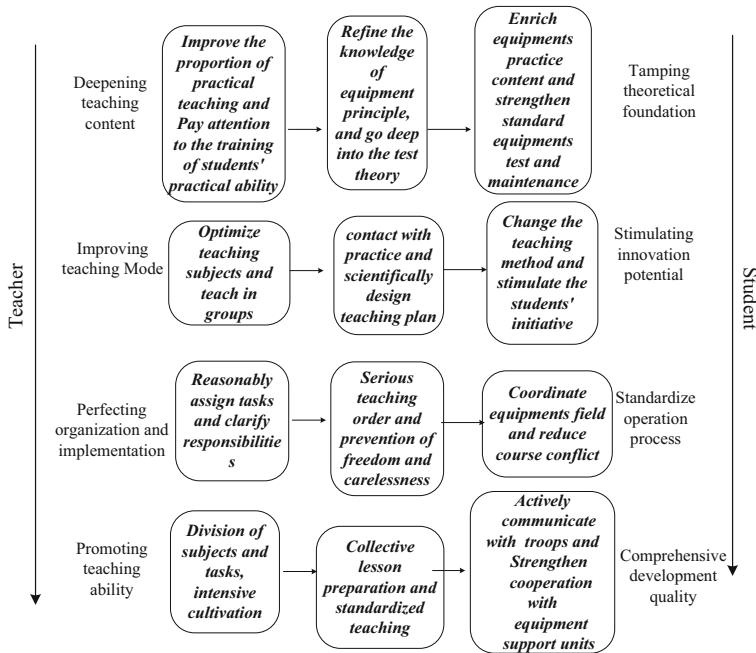 Teacher
Deepening
teaching
content
Improve the
proportion of
practical
teaching and
Pay attention
to the training
of students'
practical ability
Refine the
knowledge
of
equipment
principle,
and go deep
into the test
theory
Enrich
equipments
practice
content and
strengthen
standard
equipments
test and
maintenance
Tamping
theoretical
foundation
Improving
teaching Mode
Optimize
teaching
subjects and
teach in
groups
contact with
practice and
scientifically
design
teaching plan
Change the
teaching
method and
stimulate the
students'
initiative
Stimulating
innovation
potential
Student
Perfecting
organization and
implementation
Reasonably
assign tasks
and clarify
responsibilitie
s
Serious
teaching
order and
prevention of
freedom and
carelessness
Coordinate
equipments field
and reduce
course conflict
Standardize
operation
process
Promoting
teaching
ability
Division of
subjects and
tasks,
intensive
cultivation
Collective
lesson
preparation and
standardized
teaching
Actively
communicate
with troops and
Strengthen
cooperation
with
equipment
support units
Comprehensive
development
quality